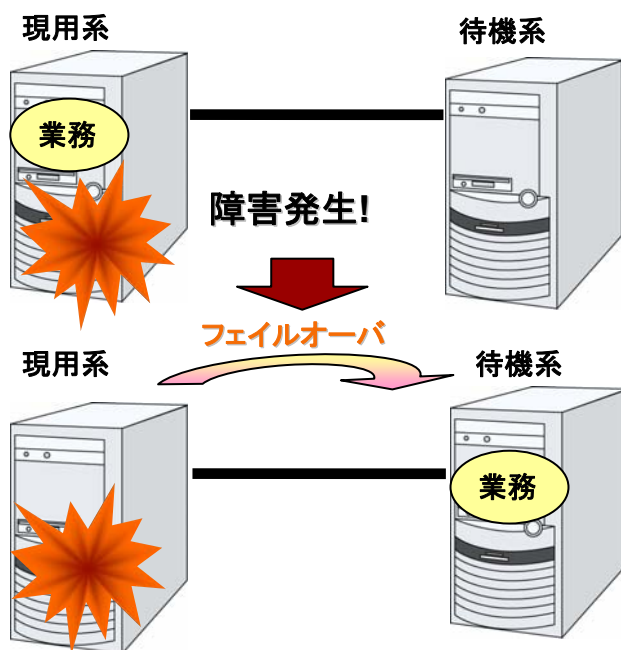 現用系
待機系
業務
障害発生!
フェイルオーバ
現用系
待機系
業務